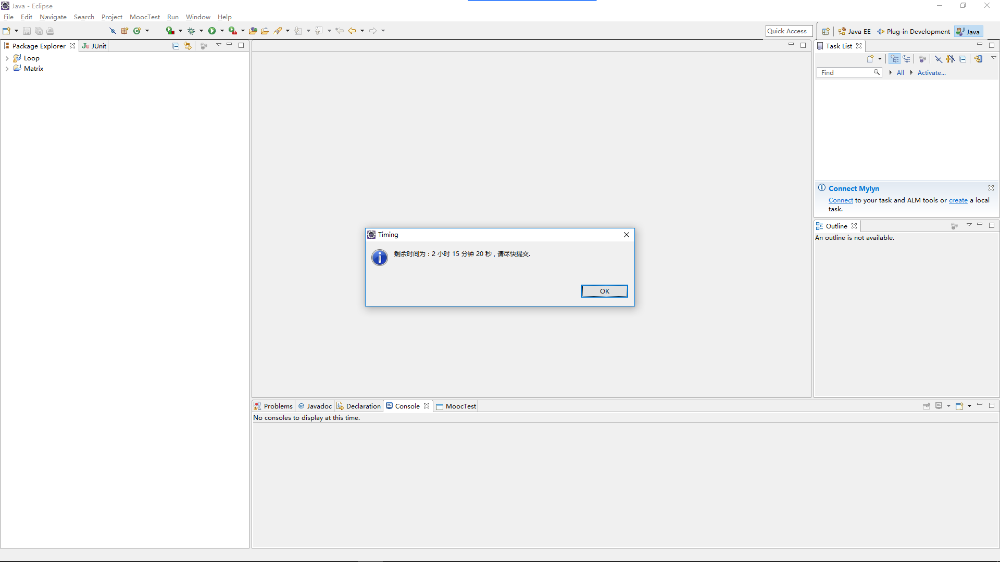 Java - Eclipse
File Edit Navigate Search Project MoocTest Run Window Help
Quick Access
Java EE
Plug-in Development
Java
Package Explorer
JUnit
Loop
Matrix
Task List
Find
All
Activate...
Connect Mylyn
Connect to your task and ALM tools or create a local
task.
Outline
An outline is not available.
Timing
剩余时间为：2 小时 15 分钟 20 秒，请尽快提交.
OK
Problems
@ Javadoc
Declaration
Console
MoocTest
No consoles to display at this time.